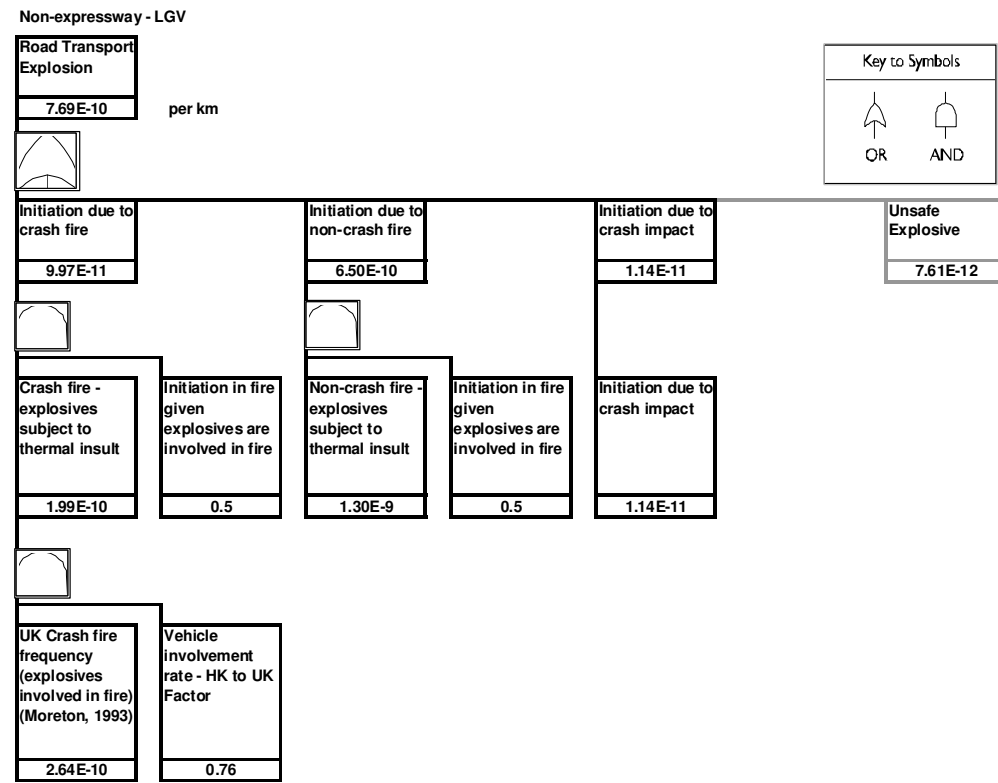 Non-expressway - LGV
Road Transport
Explosion
7.69E-10
per km
Key to Symbols
OR
AND
Initiation due to
crash fire
9.97E-11
Initiation due to
non-crash fire
6.50E-10
Initiation due to
crash impact
1.14E-11
Unsafe
Explosive
7.61E-12
Crash fire -
explosives
subject to
thermal insult
1.99E-10
Initiation in fire
given
explosives are
involved in fire
0.5
Non-crash fire -
explosives
subject to
thermal insult
1.30E-9
Initiation in fire
given
explosives are
involved in fire
0.5
Initiation due to
crash impact
1.14E-11
UK Crash fire
frequency
(explosives
involved in fire)
(Moreton, 1993)
2.64E-10
Vehicle
involvement
rate - HK to UK
Factor
0.76